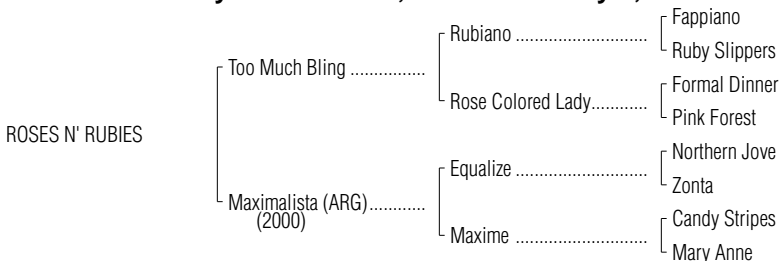 Fappiano
Rubiano ................................
Ruby Slippers
Too Much Bling ................
Formal Dinner
Rose Colored Lady............
Pink Forest
ROSES N' RUBIES
Northern Jove
Equalize ................................
Zonta
Maximalista (ARG)............
(2000)
Candy Stripes
Maxime ................................
Mary Anne